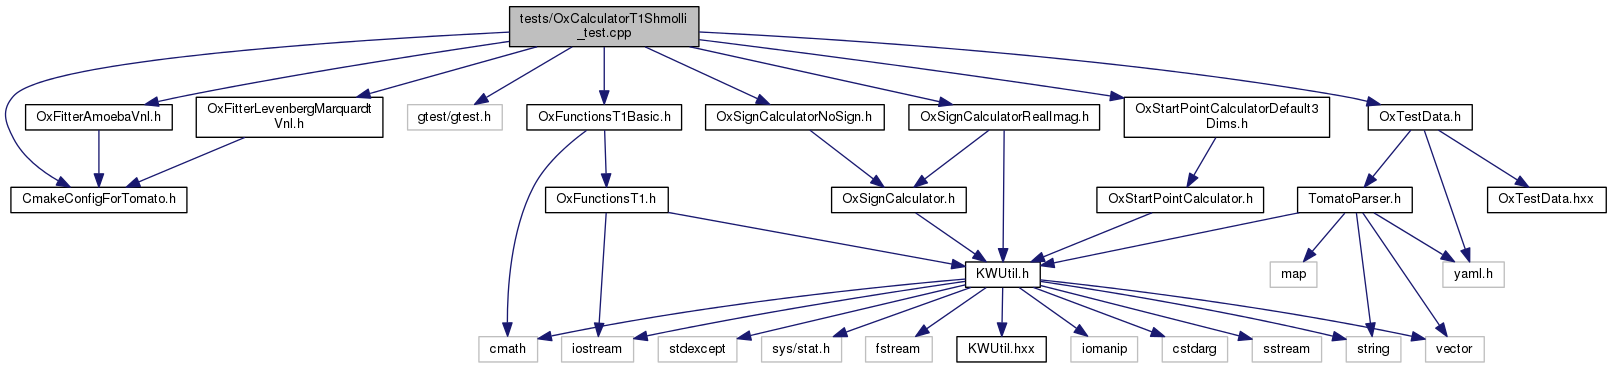 tests/OxCalculatorT1Shmolli
_test.cpp
OxFitterAmoebaVnl.h
OxFitterLevenbergMarquardt
Vnl.h
gtest/gtest.h
OxFunctionsT1Basic.h
OxSignCalculatorNoSign.h
OxSignCalculatorRealImag.h
OxStartPointCalculatorDefault3
Dims.h
OxTestData.h
CmakeConfigForTomato.h
OxFunctionsT1.h
OxSignCalculator.h
OxStartPointCalculator.h
TomatoParser.h
OxTestData.hxx
KWUtil.h
map
yaml.h
cmath
iostream
stdexcept
sys/stat.h
fstream
KWUtil.hxx
iomanip
cstdarg
sstream
string
vector